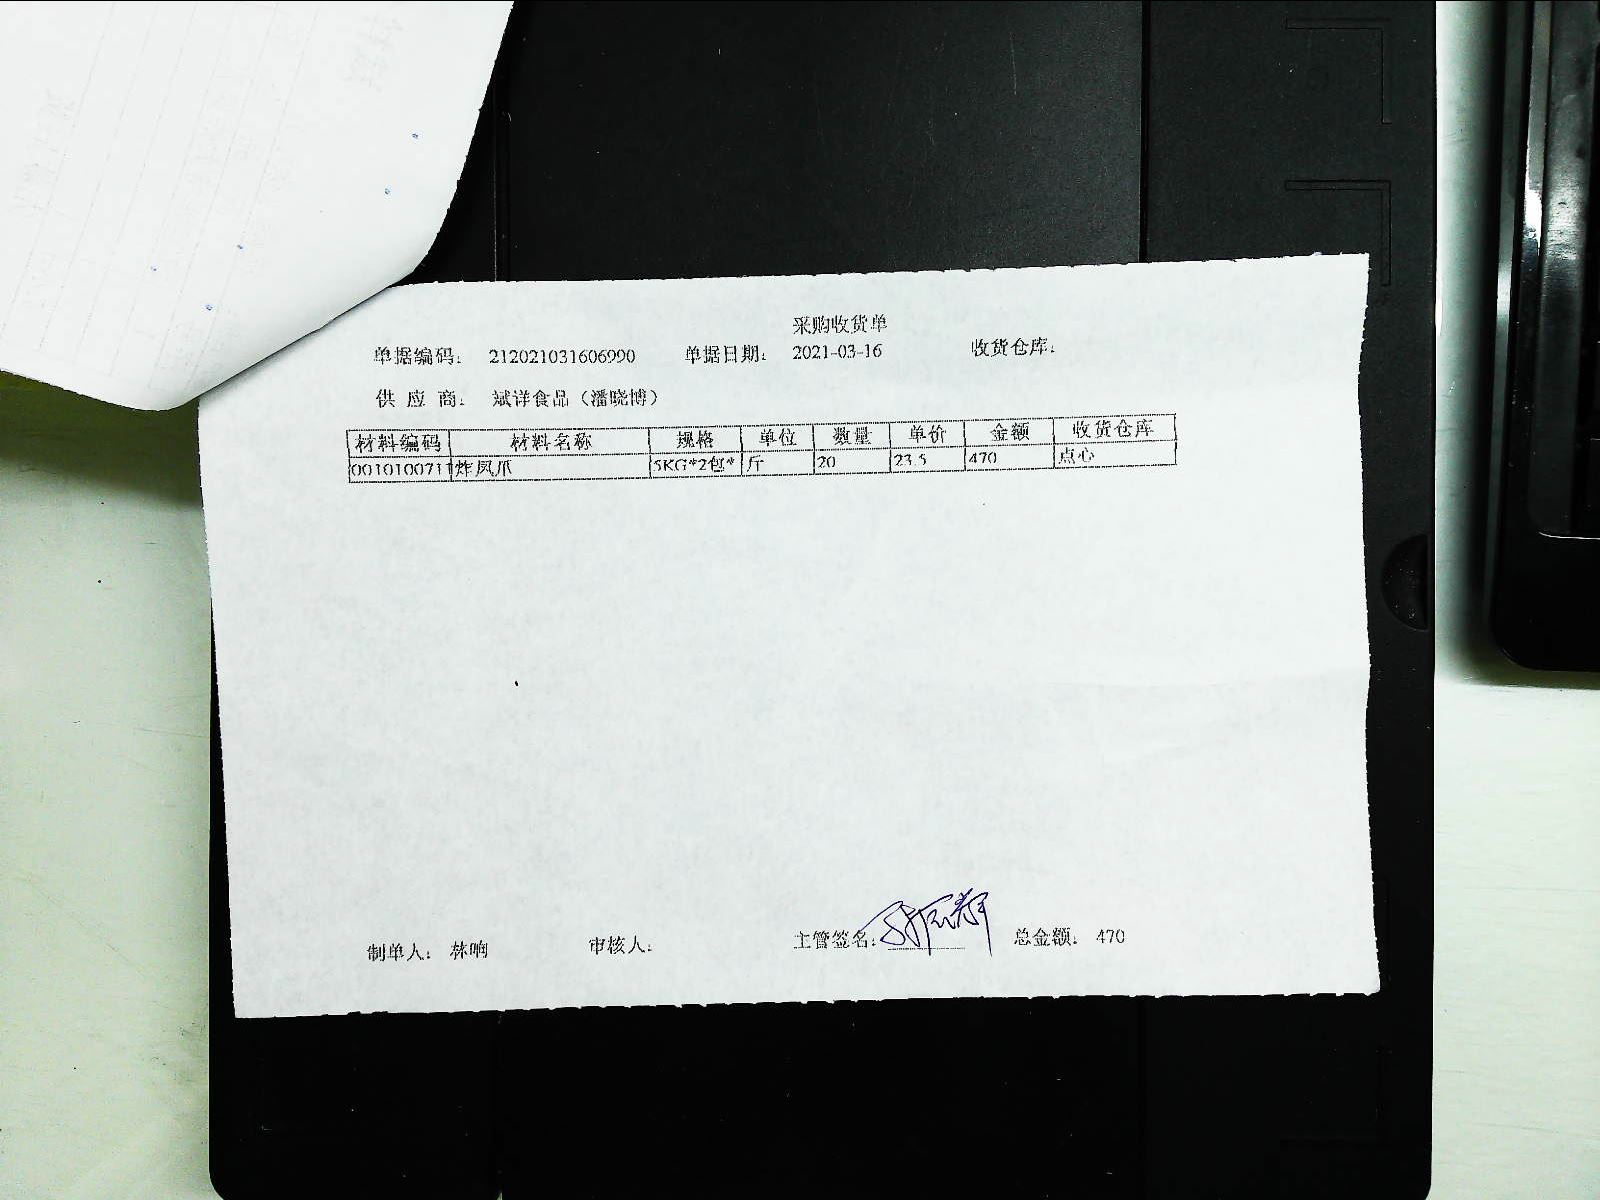 采购收货单
单据编码： 212021031606990 单据日期： 2021-03-16 收货仓库：
供 应 商： 斌详食品（潘晓博）
材料编码 材料名称 规格 单位 数量 单价 金额 收货仓库
0010100711 炸凤爪 5KG*2包* 斤 20 23.5 470 点心
制单人： 林响 审核人： 主管签名： 总金额： 470